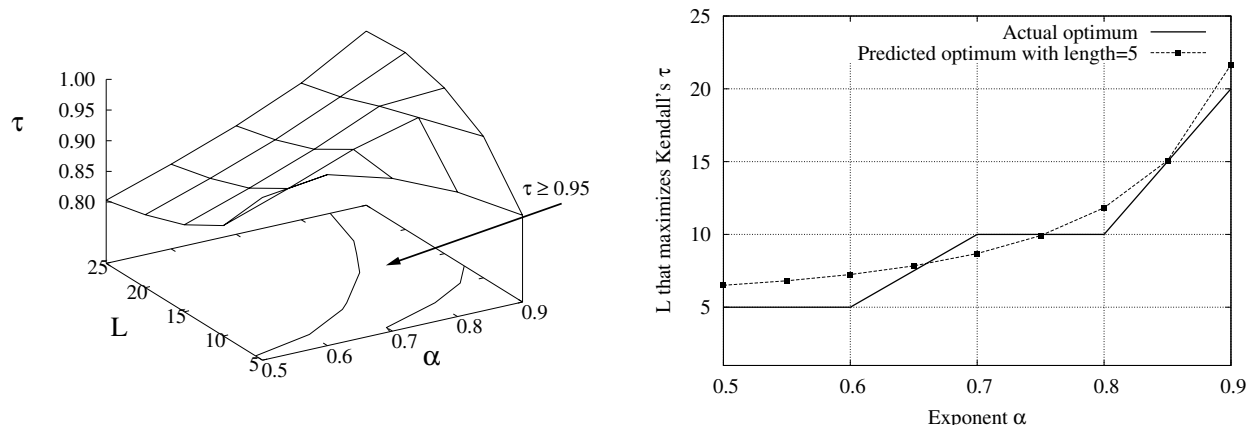 1.00
0.95
0.90
0.85
0.80
τ
τ ≥ 0.95
25
20
15
10
5
L
0.5
0.6
0.7
0.8
0.9
α
25
20
15
10
5
L that maximizes Kendall's τ
Actual optimum
Predicted optimum with length=5
0.5 0.6 0.7 0.8 0.9
Exponent α